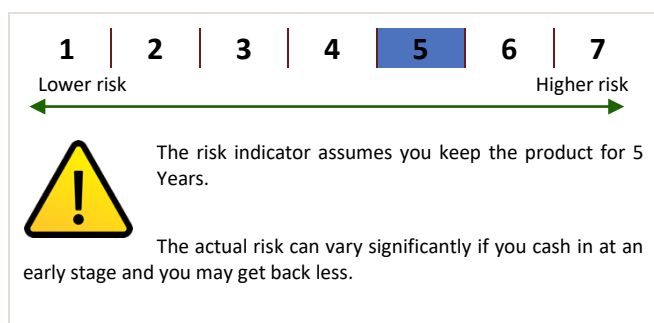 1 2 3 4 5 6 7
Lower risk Higher risk
The risk indicator assumes you keep the product for 5
Years.
The actual risk can vary significantly if you cash in at an
early stage and you may get back less.